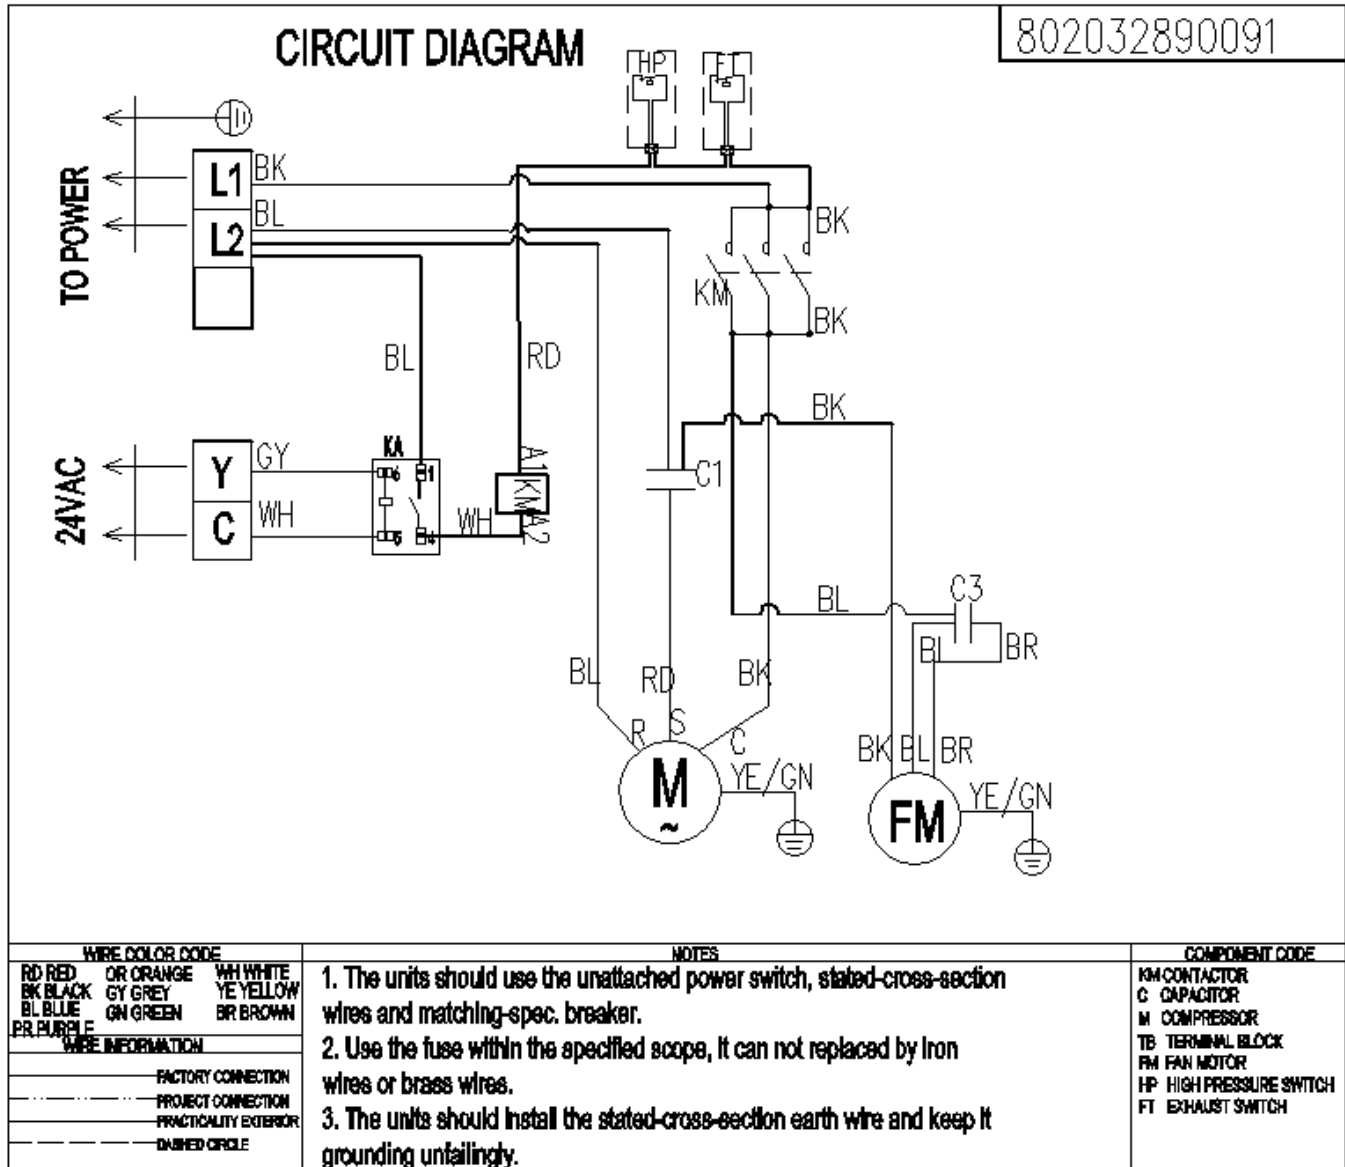 CIRCUIT DIAGRAM
802032890091
HP
FT
L1
BK
BL
L2
TO POWER
BK
KM
BK
BL
RD
BK
KA
Y
GY
6
1
A1
C1
24VAC
KM
C
WH
5
4
WH
A2
C3
BL
BL
BR
BL
RD
BK
R
S
C
BK
BL
BR
M
~
YE/GN
FM
YE/GN
WIRE COLOR CODE
RD RED OR ORANGE WH WHITE
BK BLACK GY GREY YE YELLOW
BL BLUE GN GREEN BR BROWN
PR PURPLE
WIRE INFORMATION
FACTORY CONNECTION
PROJECT CONNECTION
PRACTICALITY EXTERIOR
DASHED CIRCLE
NOTES
1. The units should use the unattached power switch, stated-cross-section
wires and matching-spec. breaker.
2. Use the fuse within the specified scope, it can not replaced by iron
wires or brass wires.
3. The units should install the stated-cross-section earth wire and keep it
grounding unfailingly.
COMPONENT CODE
KM CONTACTOR
C CAPACITOR
M COMPRESSOR
TB TERMINAL BLOCK
FM FAN MOTOR
HP HIGH PRESSURE SWITCH
FT EXHAUST SWITCH